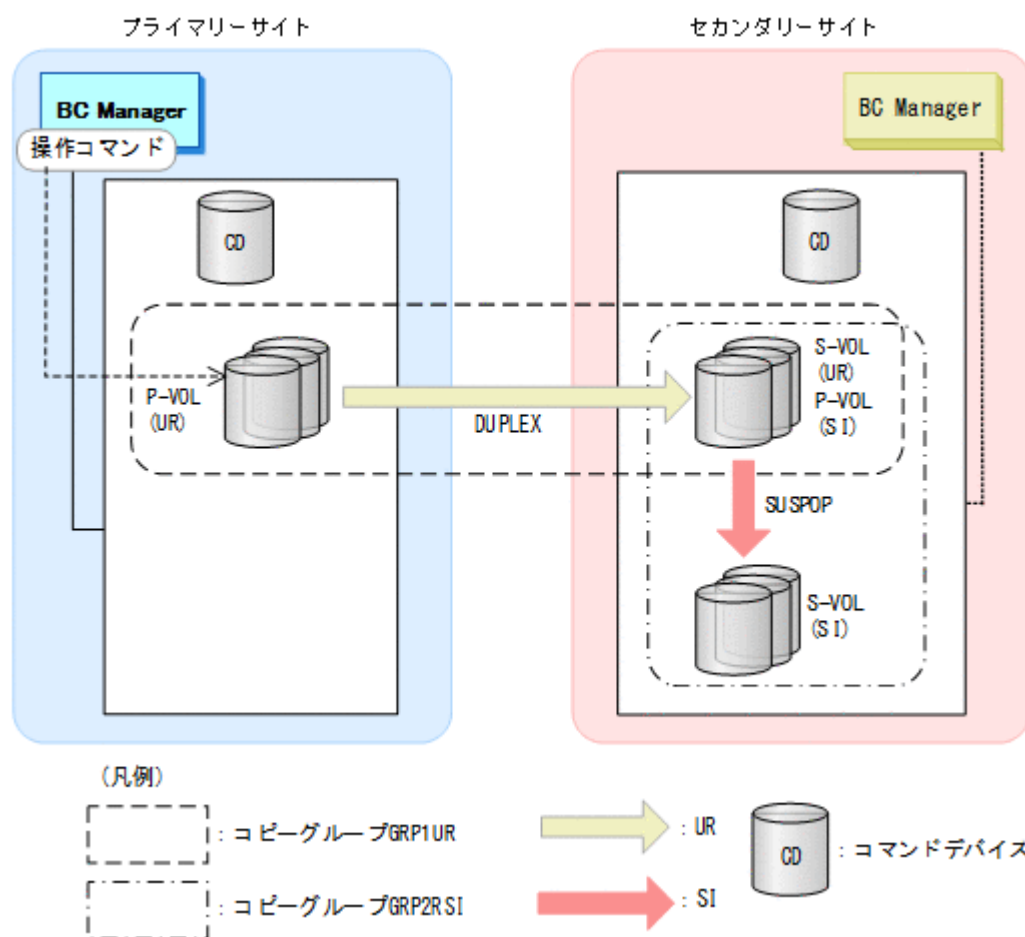 プライマリーサイト
セカンダリーサイト
BC Manager
操作コマンド
BC Manager
CD
CD
P-VOL
(UR)
DUPLEX
S-VOL
(UR)
P-VOL
(SI)
SUSPOP
S-VOL
(SI)
(凡例)
: コピーグループGRP1UR
: UR
CD
: コマンドデバイス
: コピーグループGRP2RSI
: SI